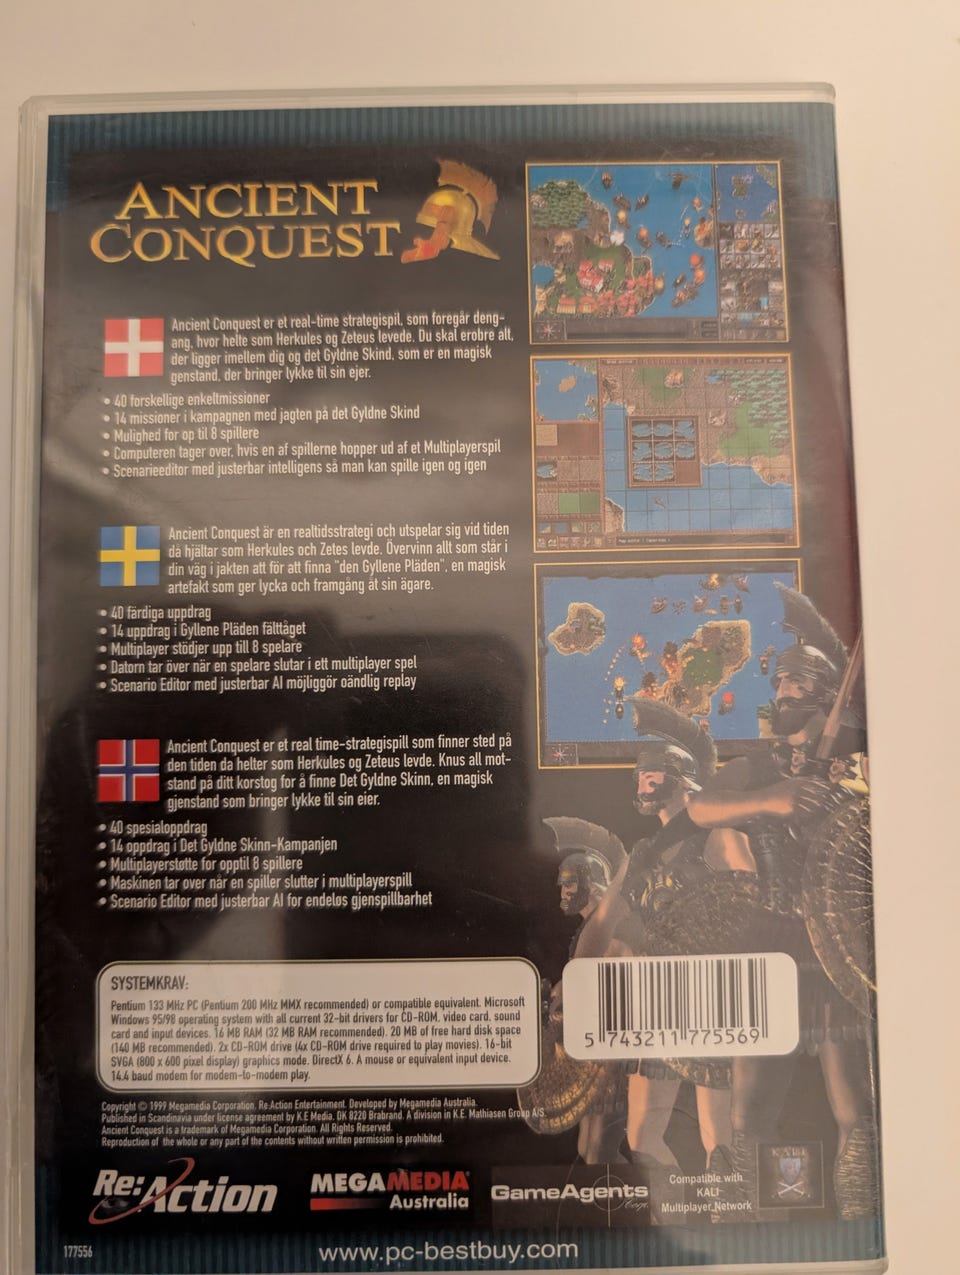 ANCIENT
CONQUEST
Ancient Conquest er et real-time strategispil, som foregår deng-
ang, hvor helte som Herkules og Zeteus levede. Du skal erobre alt,
der ligger imellem dig og det Gyldne Skind, som er en magisk
genstand, der bringer lykke til sin ejer.
• 40 forskellige enkeltmissioner
• 14 missioner i kampagnen med jagten på det Gyldne Skind
• Mulighed for op til 8 spillere
• Computeren tager over, hvis en af spillerne hopper ud af et Multiplayerspil
• Scenarieeditor med justerbar intelligens så man kan spille igen og igen
Ancient Conquest är en realtidsstrategi och utspelar sig vid tiden
då hjältar som Herkules och Zetes levde. Övervinn allt som står i
din väg i jakten att för att finna "den Gyllene Pläden", en magisk
artefakt som ger lycka och framgång åt sin ägare.
• 40 färdiga uppdrag
• 14 uppdrag i Gyllene Pläden fälttåget
• Multiplayer stödjer upp till 8 spelare
• Datorn tar över när en spelare slutar i ett multiplayer spel
• Scenario Editor med justerbar AI möjliggör oändlig replay
Ancient Conquest er et real time-strategispill som finner sted på
den tiden da helter som Herkules og Zeteus levde. Knus all mot-
stand på ditt korstog for å finne Det Gyldne Skinn, en magisk
gjenstand som bringer lykke til sin eier.
• 40 spesialoppdrag
• 14 oppdrag i Det Gyldne Skinn-Kampanjen
• Multiplayerstøtte for opptil 8 spillere
• Maskinen tar over når en spiller slutter i multiplayerspill
• Scenario Editor med justerbar AI for endeløs gjenspillbarhet
SYSTEMKRAV:
Pentium 133 MHz PC (Pentium 200 MHz MMX recommended) or compatible equivalent. Microsoft
Windows 95/98 operating system with all current 32-bit drivers for CD-ROM, video card, sound
card and input devices. 16 MB RAM (32 MB RAM recommended). 20 MB of free hard disk space
(140 MB recommended). 2x CD-ROM drive (4x CD-ROM drive required to play movies). 16-bit
SVGA (800 x 600 pixel display) graphics mode. DirectX 6. A mouse or equivalent input device.
14.4 baud modem for modem-to-modem play.
5 743211 775569
Copyright © 1999 Megamedia Corporation. Re:Action Entertainment. Developed by Megamedia Australia.
Published in Scandinavia under license agreement by K.E Media. DK 8220 Brabrand. A division in K.E. Mathiasen Group A/S.
Ancient Conquest is a trademark of Megamedia Corporation. All Rights Reserved.
Reproduction of the whole or any part of the contents without written permission is prohibited.
Re:Action
MEGAMEDIA
Australia
GameAgents
Corp.
Compatible with
KALI
Multiplayer Network
KALI
177556
www.pc-bestbuy.com